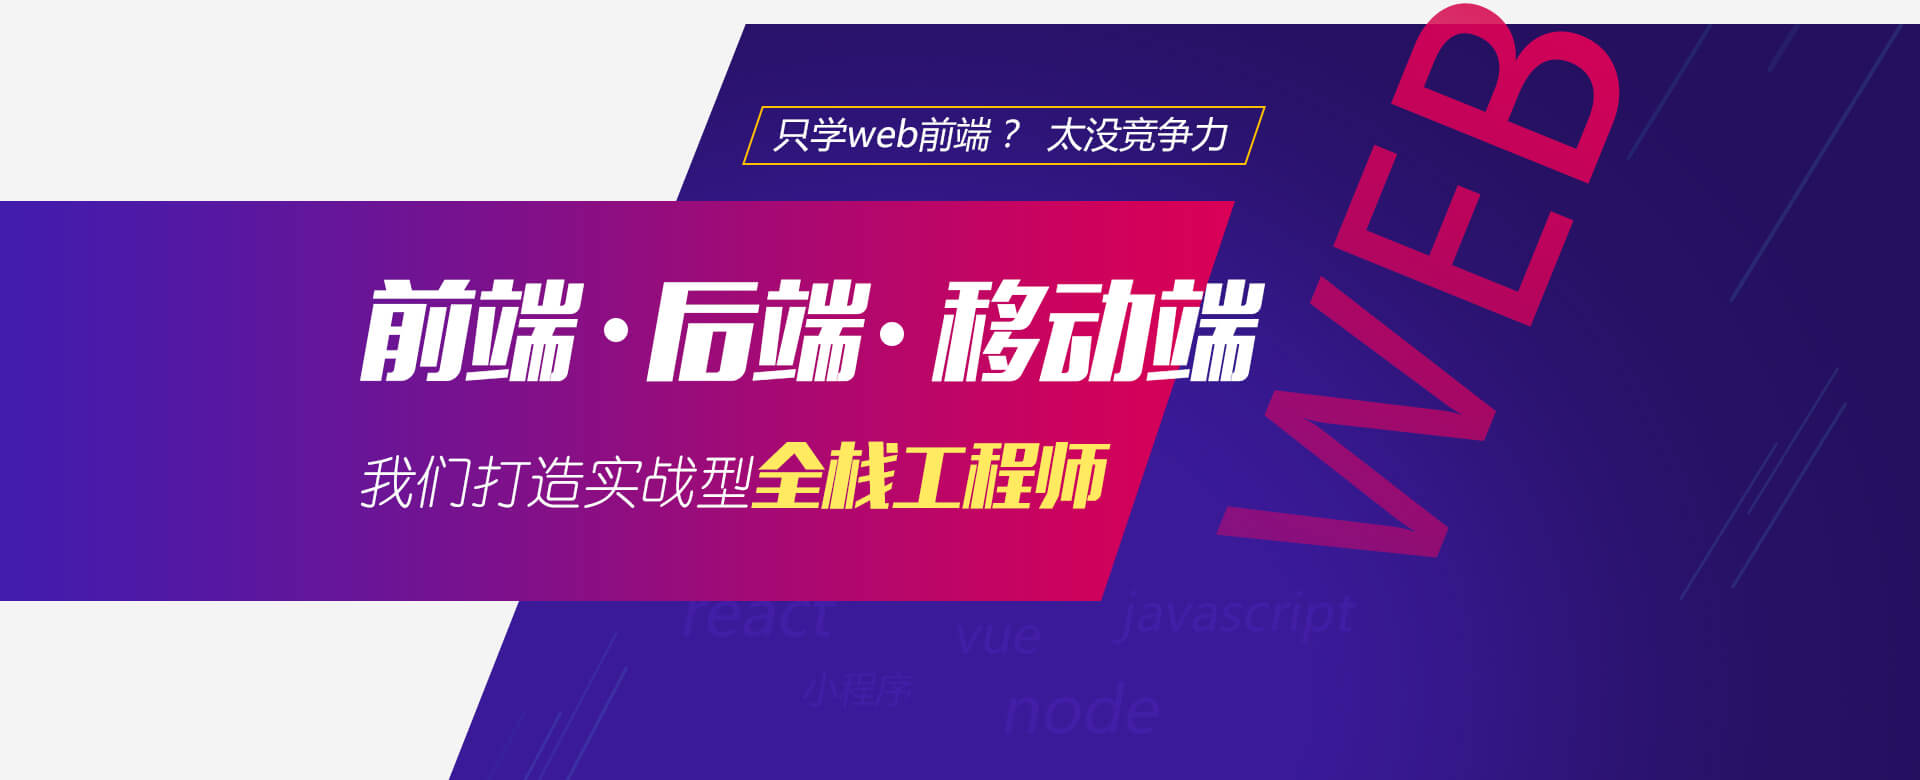 只学web前端？ 太没竞争力
WEB
前端·后端·移动端
我们打造实战型全栈工程师
react
vue
javascript
小程序
node